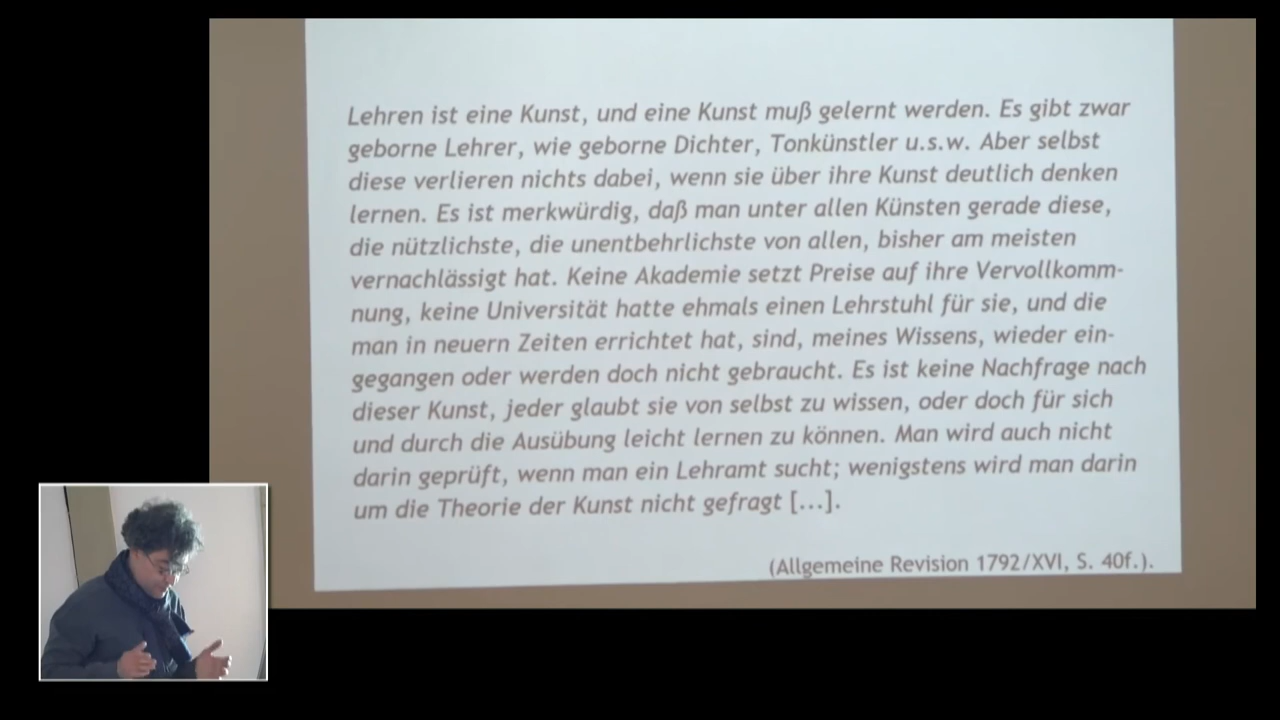 Lehren ist eine Kunst, und eine Kunst muß gelernt werden. Es gibt zwar
geborne Lehrer, wie geborne Dichter, Tonkünstler u.s.w. Aber selbst
diese verlieren nichts dabei, wenn sie über ihre Kunst deutlich denken
lernen. Es ist merkwürdig, daß man unter allen Künsten gerade diese,
die nützlichste, die unentbehrlichste von allen, bisher am meisten
vernachlässigt hat. Keine Akademie setzt Preise auf ihre Vervollkomm-
nung, keine Universität hatte ehmals einen Lehrstuhl für sie, und die
man in neuern Zeiten errichtet hat, sind, meines Wissens, wieder ein-
gegangen oder werden doch nicht gebraucht. Es ist keine Nachfrage nach
dieser Kunst, jeder glaubt sie von selbst zu wissen, oder doch für sich
und durch die Ausübung leicht lernen zu können. Man wird auch nicht
darin geprüft, wenn man ein Lehramt sucht; wenigstens wird man darin
um die Theorie der Kunst nicht gefragt [...].
(Allgemeine Revision 1792/XVI, S. 40f.).